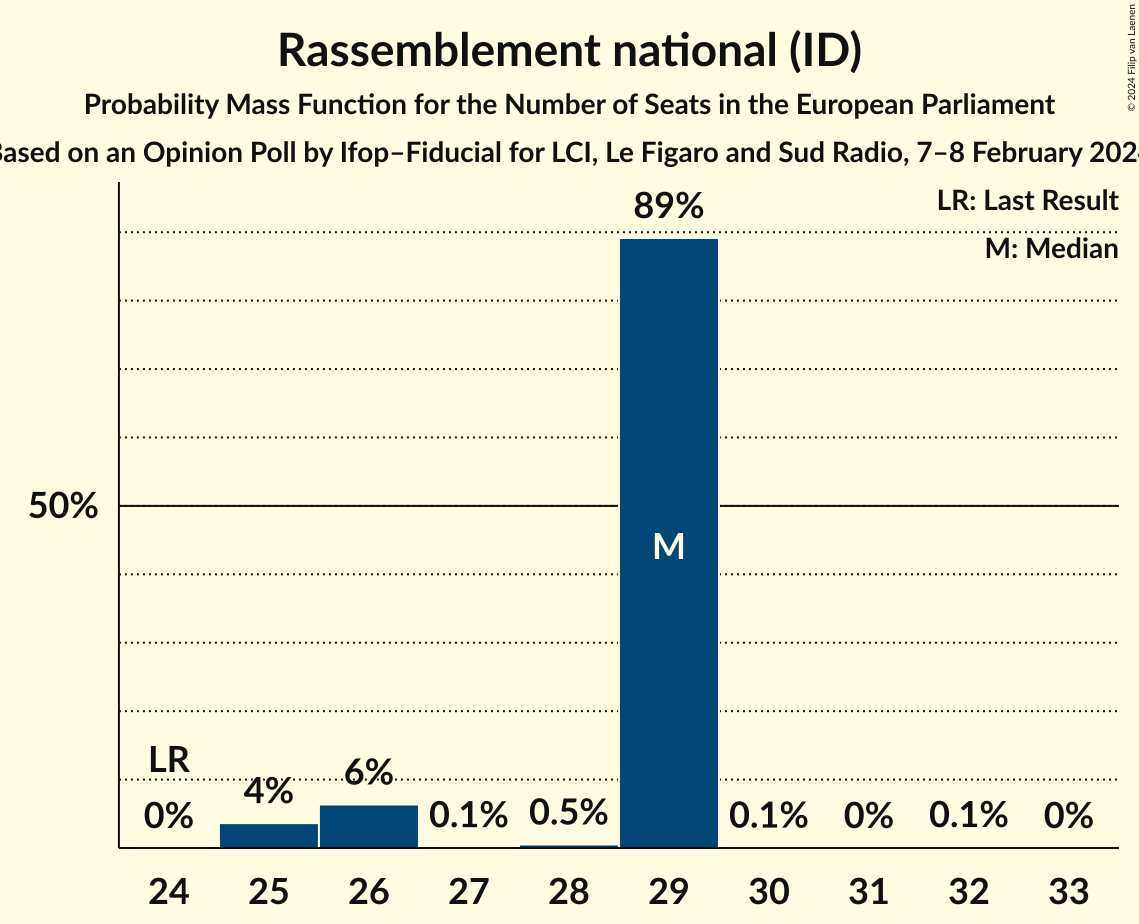 © 2024 Filip van Laenen
Rassemblement national (ID)
Probability Mass Function for the Number of Seats in the European Parliament
Based on an Opinion Poll by Ifop–Fiducial for LCI, Le Figaro and Sud Radio, 7–8 February 2024
LR: Last Result
M: Median
89%
50%
M
LR
0%
4%
6%
0.1%
0.5%
0.1%
0%
0.1%
0%
24 25 26 27 28 29 30 31 32 33